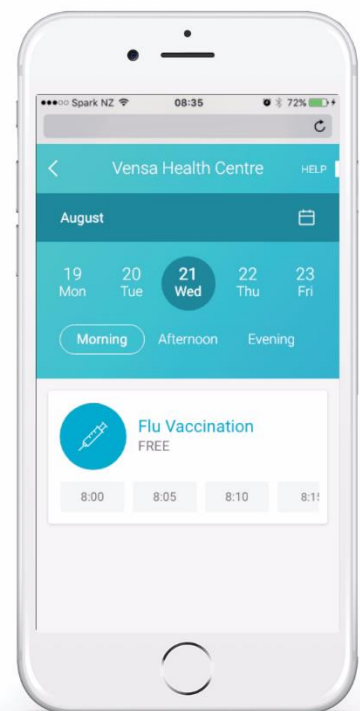 Spark NZ 08:35 72%
Vensa Health Centre HELP
August
19 20 21 22 23
Mon Tue Wed Thu Fri
Morning Afternoon Evening
Flu Vaccination
FREE
8:00 8:05 8:10